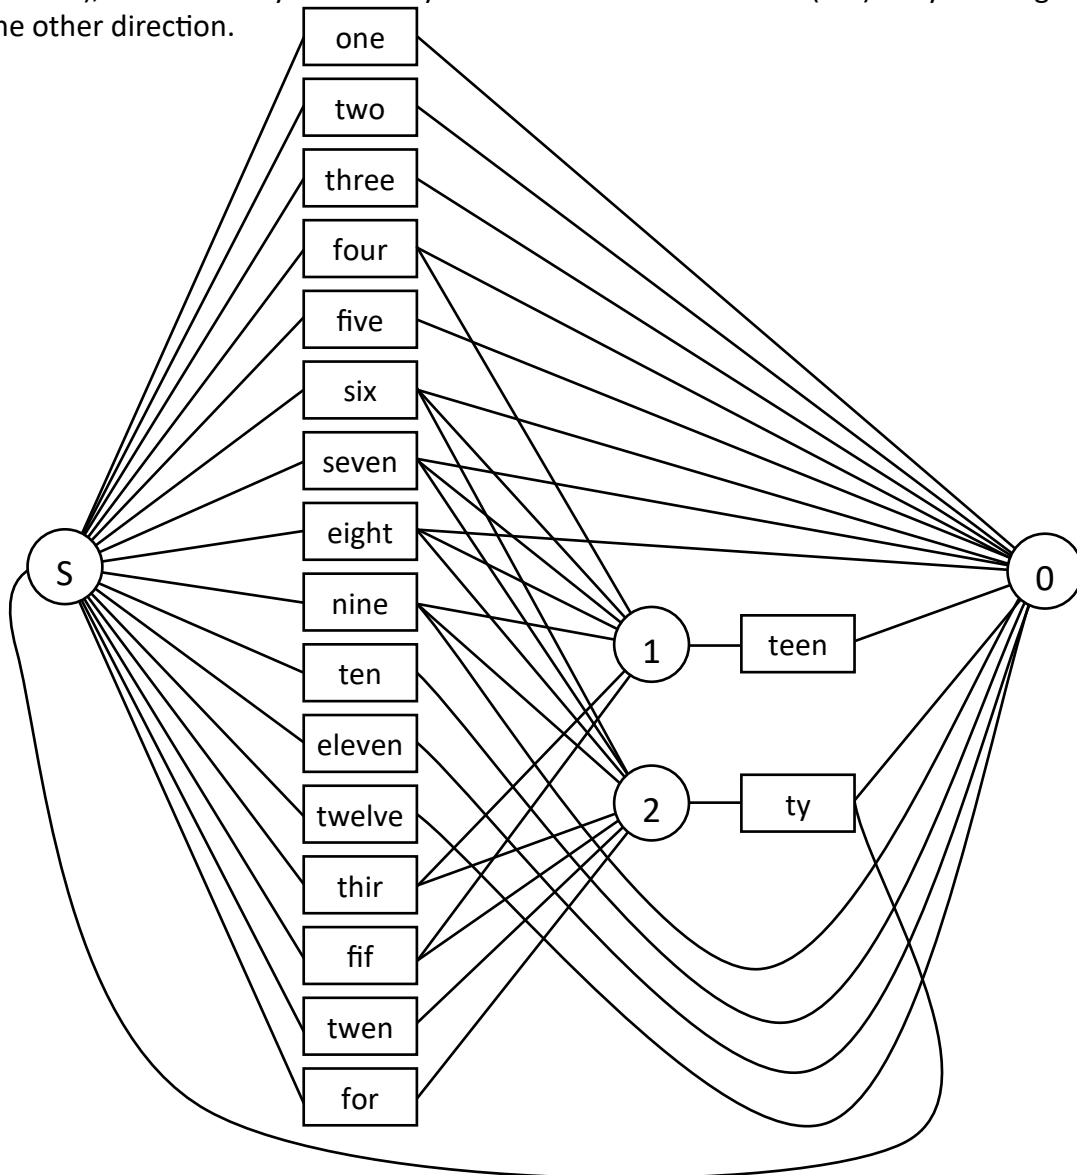 ne other direction.
one
two
three
four
five
six
seven
eight
nine
ten
eleven
twelve
thir
fif
twen
for
S
1
teen
2
ty
0